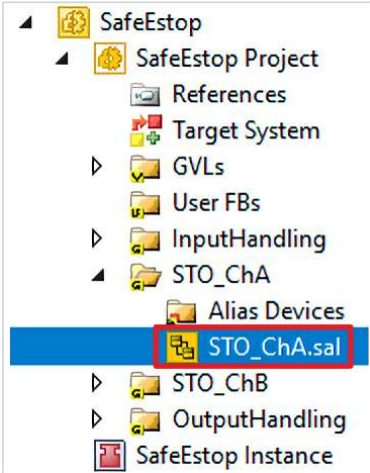 SafeEstop
SafeEstop Project
References
Target System
GVLs
User FBs
InputHandling
STO_ChA
Alias Devices
STO_ChA.sal
STO_ChB
OutputHandling
SafeEstop Instance